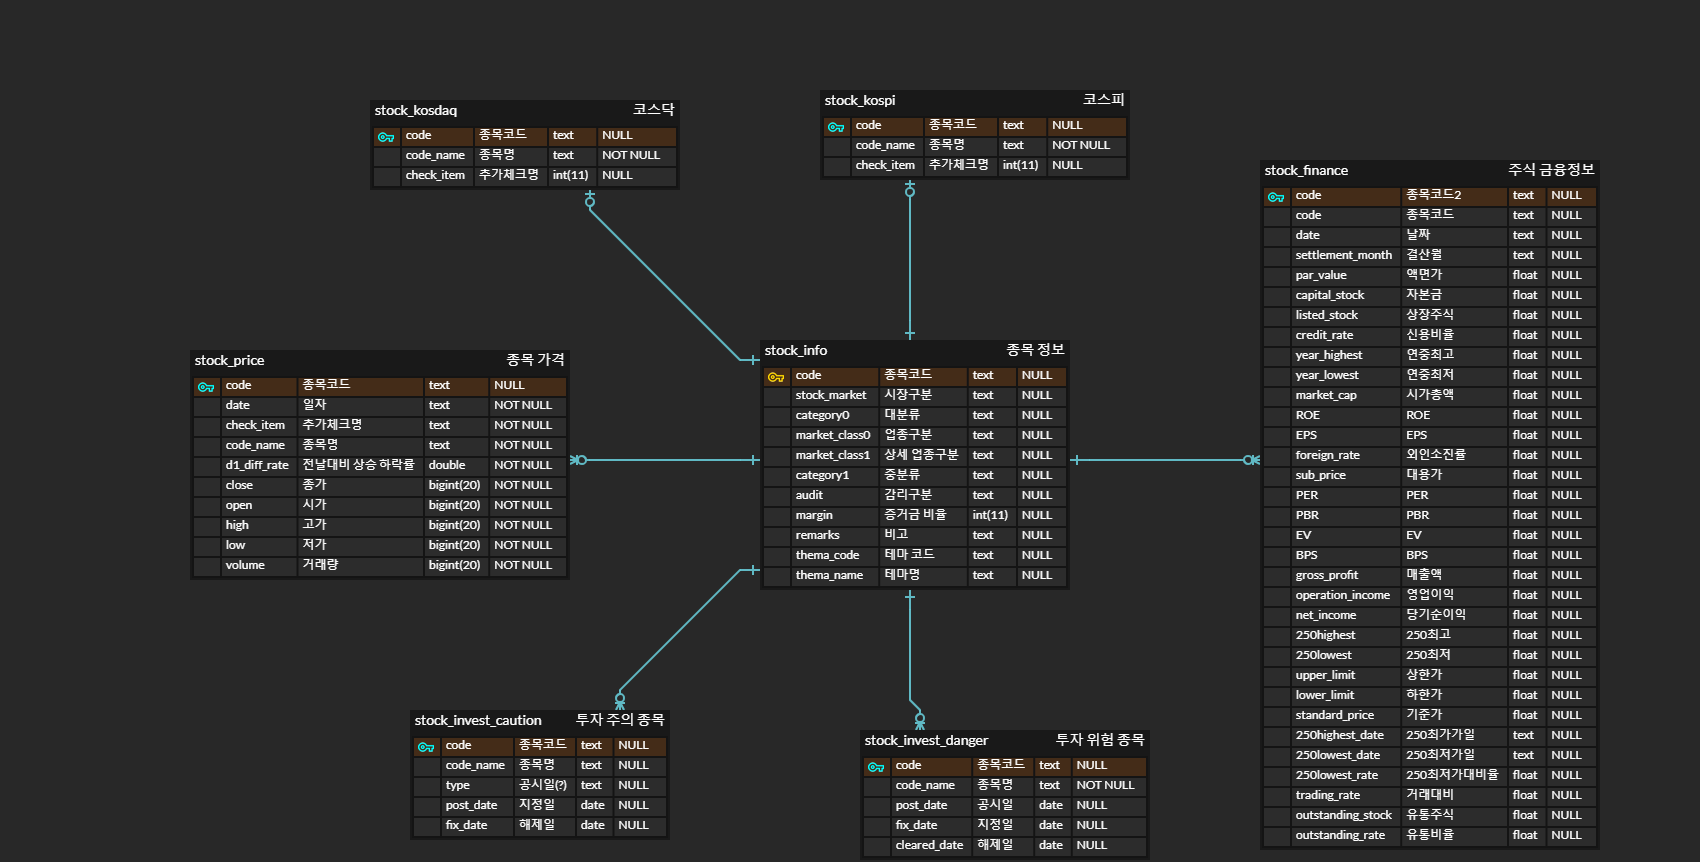 stock_kosdaq 코스닥
code 종목코드 text NULL
code_name 종목명 text NOT NULL
check_item 추가체크명 int(11) NULL
stock_kospi 코스피
code 종목코드 text NULL
code_name 종목명 text NOT NULL
check_item 추가체크명 int(11) NULL
stock_finance 주식 금융정보
code 종목코드2 text NULL
code 종목코드 text NULL
date 날짜 text NULL
settlement_month 결산월 text NULL
par_value 액면가 float NULL
capital_stock 자본금 float NULL
listed_stock 상장주식 float NULL
credit_rate 신용비율 float NULL
year_highest 연중최고 float NULL
year_lowest 연중최저 float NULL
market_cap 시가총액 float NULL
ROE ROE float NULL
EPS EPS float NULL
foreign_rate 외인소진률 float NULL
sub_price 대용가 float NULL
PER PER float NULL
PBR PBR float NULL
EV EV float NULL
BPS BPS float NULL
gross_profit 매출액 float NULL
operation_income 영업이익 float NULL
net_income 당기순이익 float NULL
250highest 250최고 float NULL
250lowest 250최저 float NULL
upper_limit 상한가 float NULL
lower_limit 하한가 float NULL
standard_price 기준가 float NULL
250highest_date 250최가가일 text NULL
250lowest_date 250최저가일 text NULL
250lowest_rate 250최저가대비율 float NULL
trading_rate 거래대비 float NULL
outstanding_stock 유통주식 float NULL
outstanding_rate 유통비율 float NULL
stock_price 종목 가격
code 종목코드 text NULL
date 일자 text NOT NULL
check_item 추가체크명 text NOT NULL
code_name 종목명 text NOT NULL
d1_diff_rate 전날대비 상승 하락률 double NOT NULL
close 종가 bigint(20) NOT NULL
open 시가 bigint(20) NOT NULL
high 고가 bigint(20) NOT NULL
low 저가 bigint(20) NOT NULL
volume 거래량 bigint(20) NOT NULL
stock_info 종목 정보
code 종목코드 text NULL
stock_market 시장구분 text NULL
category0 대분류 text NULL
market_class0 업종구분 text NULL
market_class1 상세 업종구분 text NULL
category1 중분류 text NULL
audit 감리구분 text NULL
margin 증거금 비율 int(11) NULL
remarks 비고 text NULL
thema_code 테마 코드 text NULL
thema_name 테마명 text NULL
stock_invest_caution 투자 주의 종목
code 종목코드 text NULL
code_name 종목명 text NULL
type 공시일(?) text NULL
post_date 지정일 date NULL
fix_date 해제일 date NULL
stock_invest_danger 투자 위험 종목
code 종목코드 text NULL
code_name 종목명 text NOT NULL
post_date 공시일 date NULL
fix_date 지정일 date NULL
cleared_date 해제일 date NULL